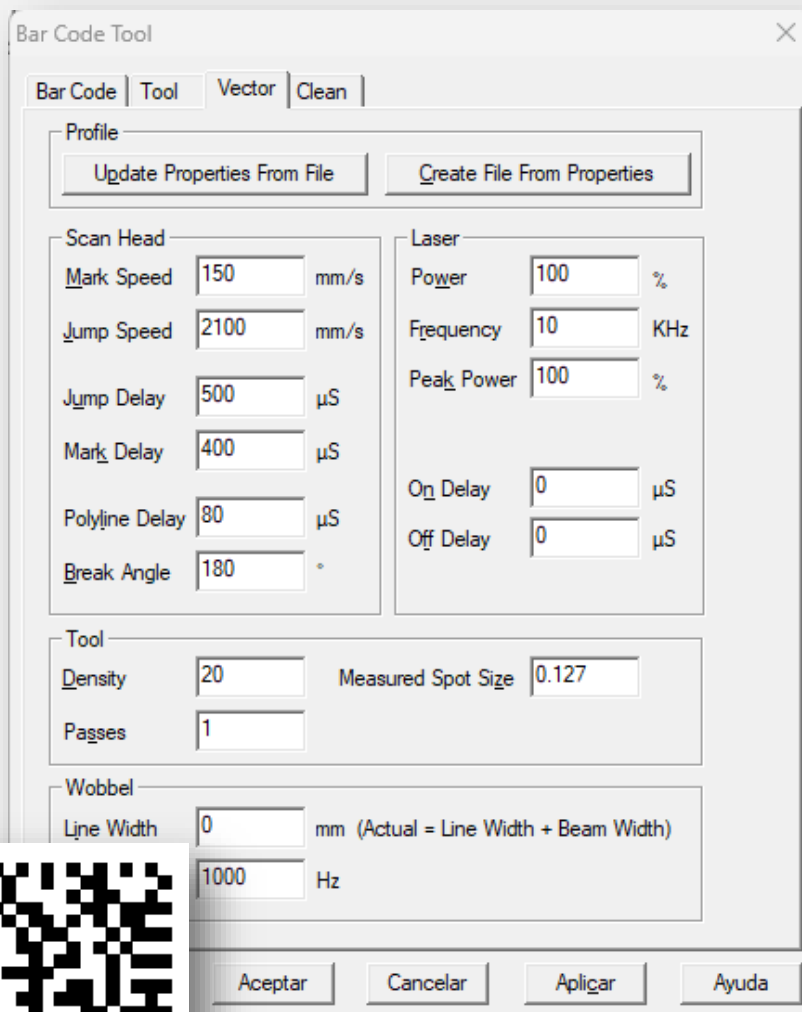 Bar Code Tool
Bar Code Tool Vector Clean
Profile
Update Properties From File Create File From Properties
Scan Head Laser
Mark Speed 150 mm/s Power 100 %
Jump Speed 2100 mm/s Frequency 10 KHz
Jump Delay 500 µS Peak Power 100 %
Mark Delay 400 µS
On Delay 0 µS
Polyline Delay 80 µS Off Delay 0 µS
Break Angle 180 °
Tool
Density 20 Measured Spot Size 0.127
Passes 1
Wobbel
Line Width 0 mm (Actual = Line Width + Beam Width)
1000 Hz
Aceptar Cancelar Aplicar Ayuda